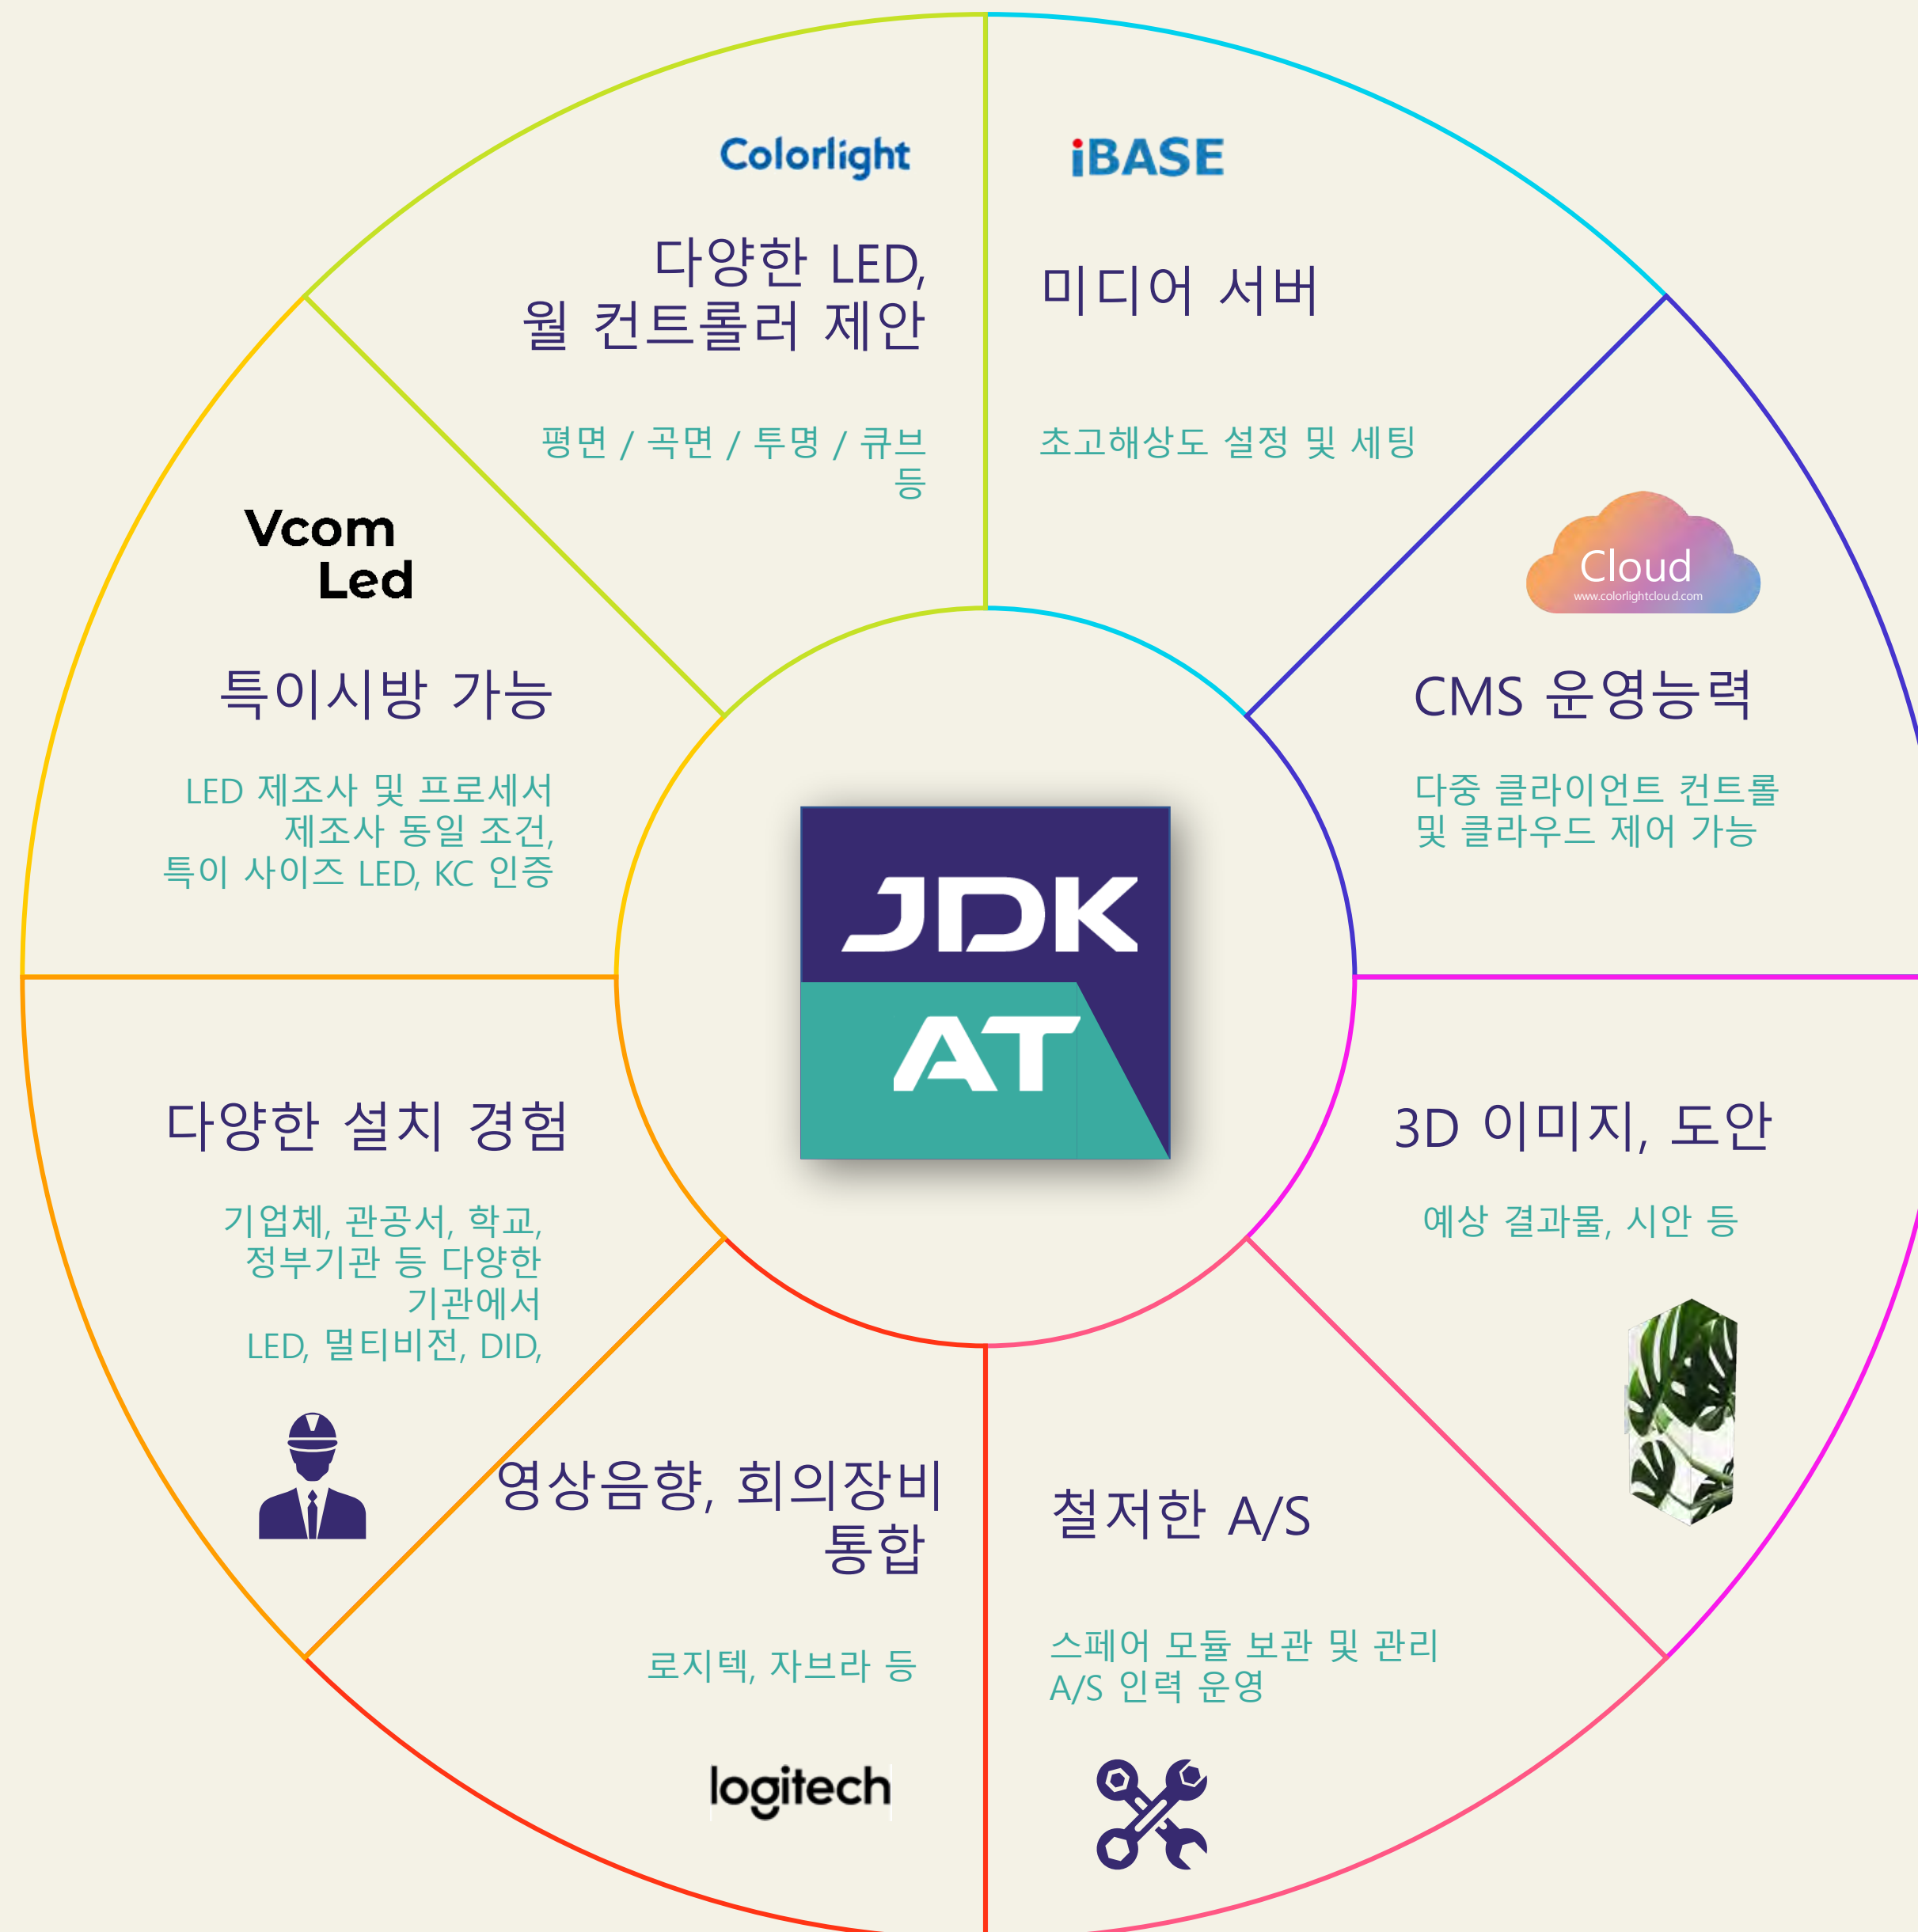 Colorlight
다양한 LED,
월 컨트롤러 제안
평면 / 곡면 / 투명 / 큐브
등
iBASE
미디어 서버
초고해상도 설정 및 세팅
Vcom
Led
특이시방 가능
LED 제조사 및 프로세서
제조사 동일 조건,
특이 사이즈 LED, KC 인증
Cloud
www.colorlightcloud.com
CMS 운영능력
다중 클라이언트 컨트롤
및 클라우드 제어 가능
JDK
AT
다양한 설치 경험
기업체, 관공서, 학교,
정부기관 등 다양한
기관에서
LED, 멀티비전, DID,
3D 이미지, 도안
예상 결과물, 시안 등
영상음향, 회의장비
통합
로지텍, 자브라 등
logitech
철저한 A/S
스페어 모듈 보관 및 관리
A/S 인력 운영